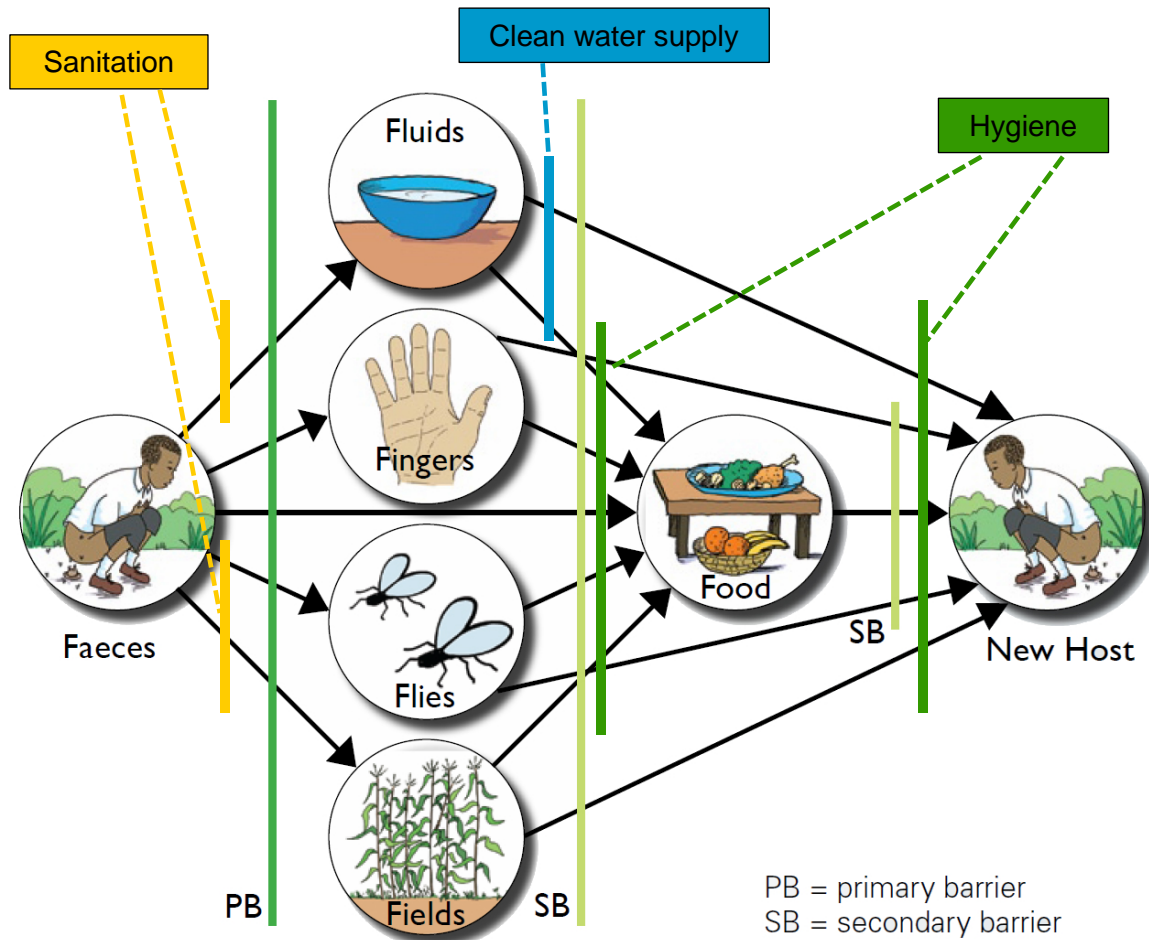 Clean water supply
Sanitation
Hygiene
Fluids
Fingers
Faeces
Flies
Food
New Host
SB
PB
SB
Fields
PB = primary barrier
SB = secondary barrier